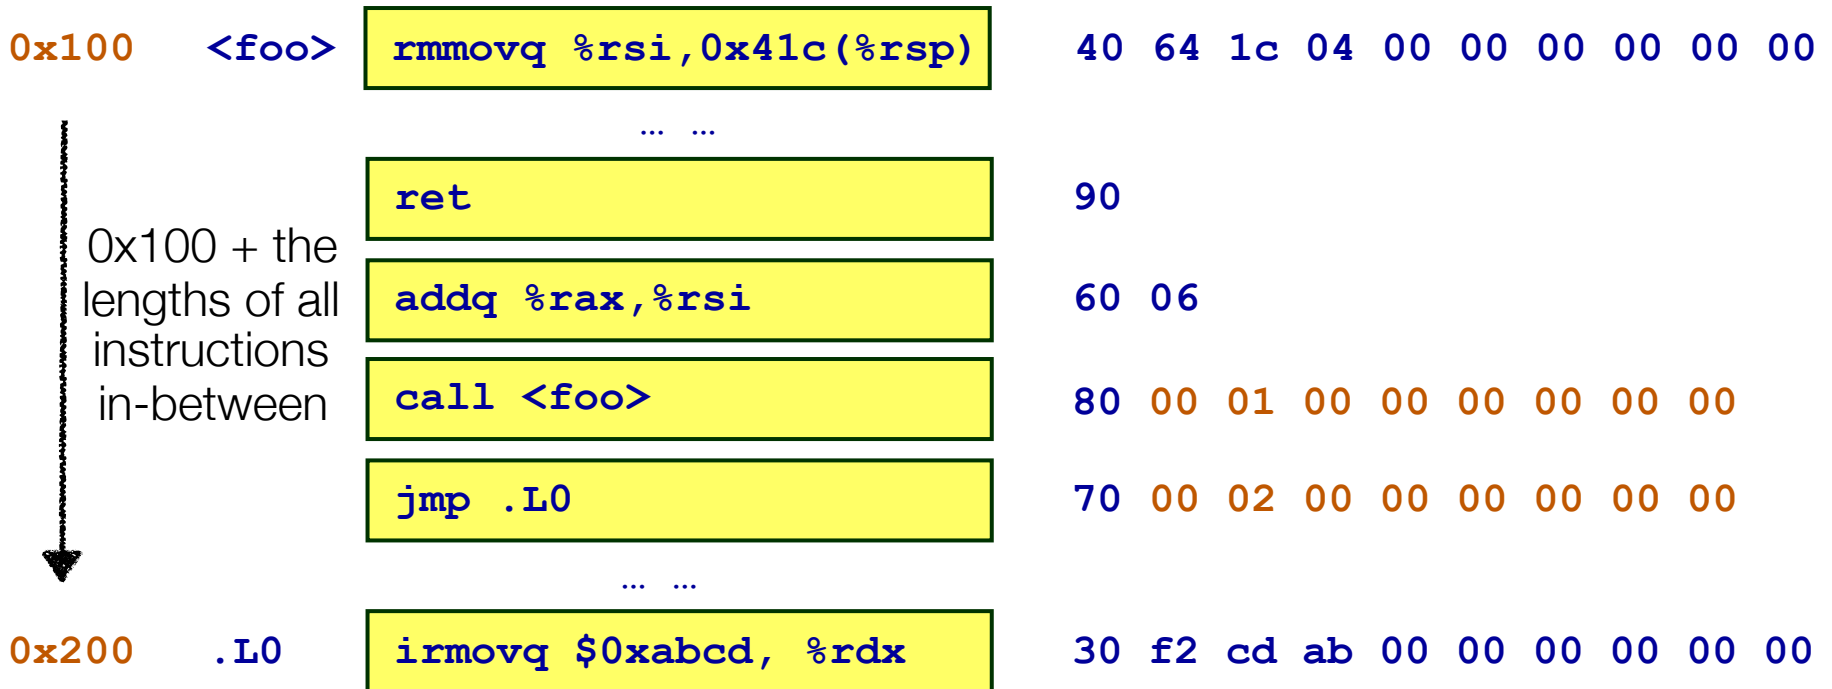 0x100 <foo> rmmovq %rsi,0x41c(%rsp) 40 64 1c 04 00 00 00 00 00 00
… …
ret 90
0x100 + the
lengths of all
instructions
in-between
addq %rax,%rsi 60 06
call <foo> 80 00 01 00 00 00 00 00 00
jmp .L0 70 00 02 00 00 00 00 00 00
… …
0x200 .L0 irmovq $0xabcd, %rdx 30 f2 cd ab 00 00 00 00 00 00